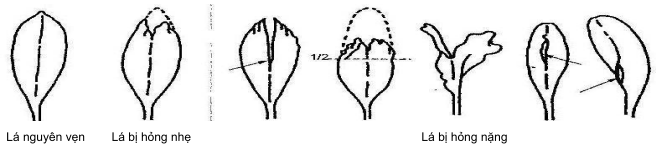 1/2
Lá nguyên vẹn
Lá bị hỏng nhẹ
Lá bị hỏng nặng